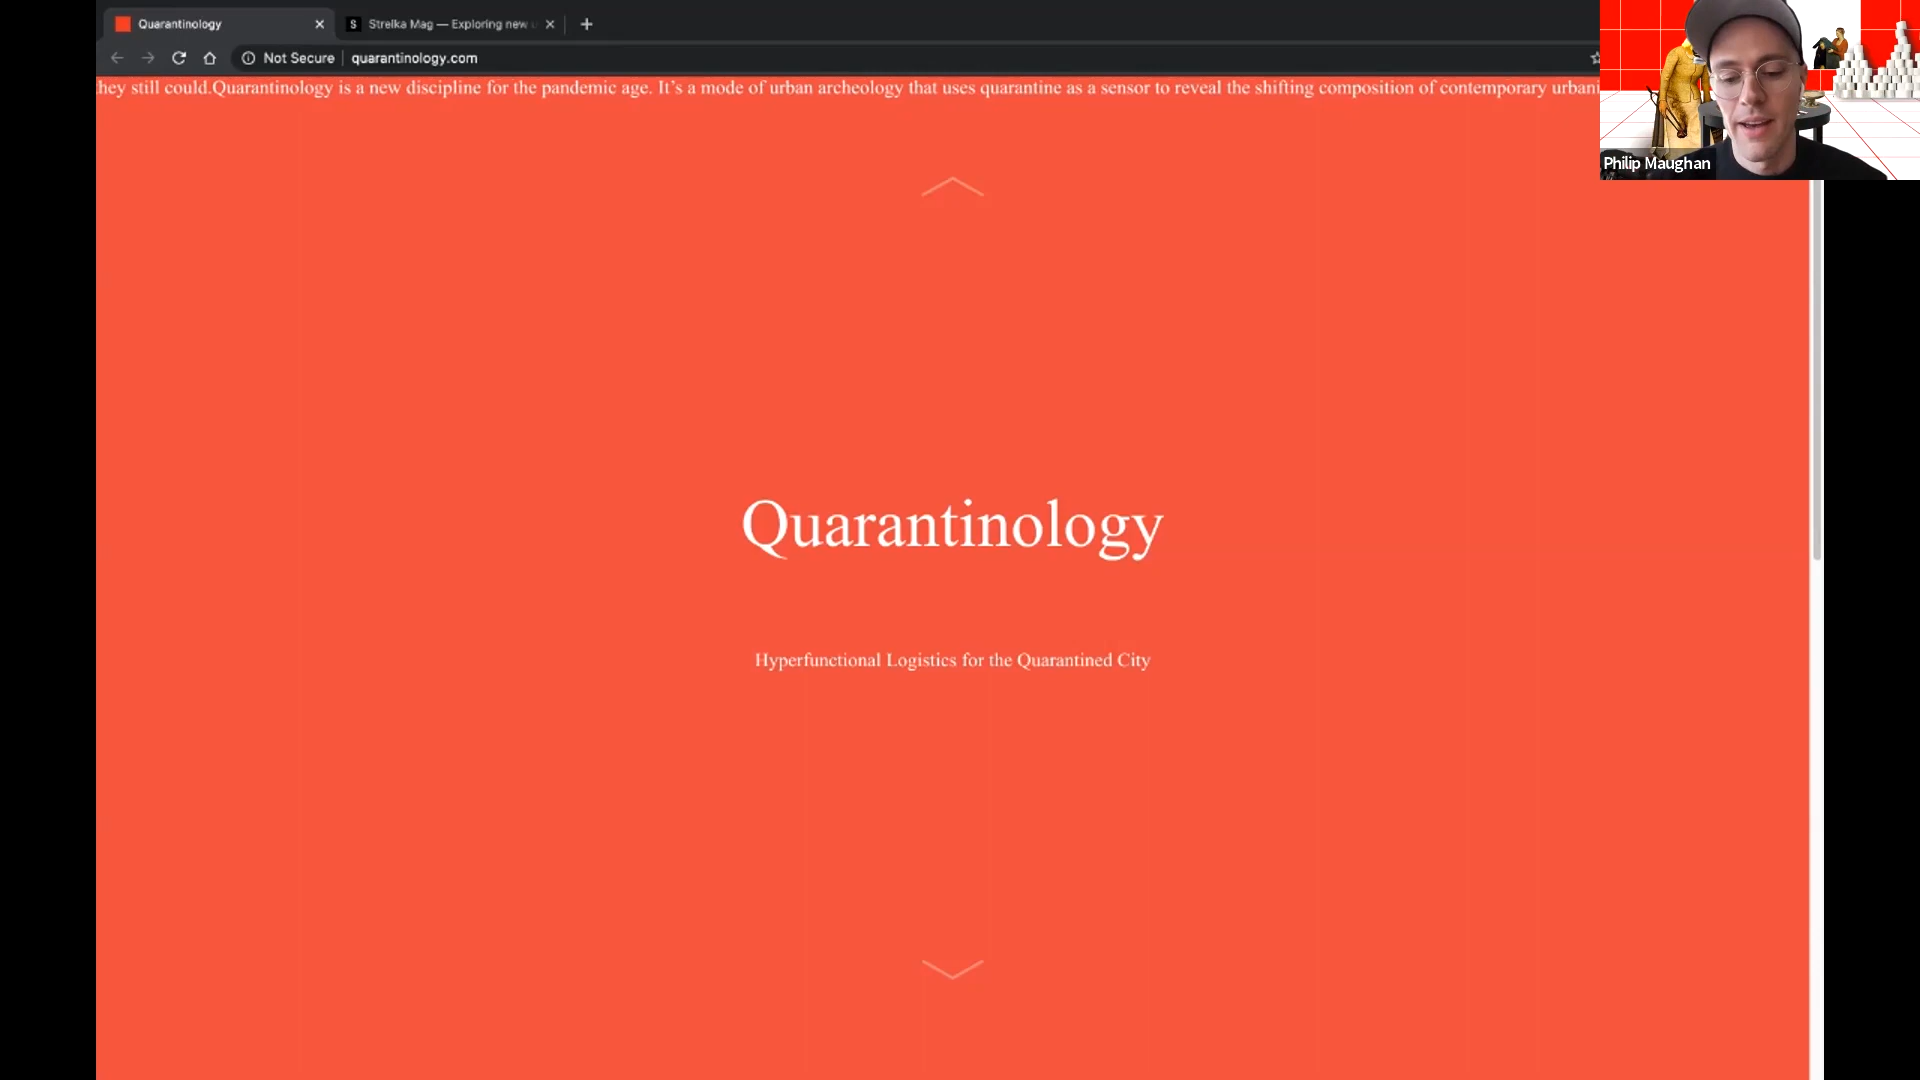 Quarantinology
S Strelka Mag — Exploring new
Not Secure quarantinology.com
they still could.Quarantinology is a new discipline for the pandemic age. It's a mode of urban archeology that uses quarantine as a sensor to reveal the shifting composition of contemporary urbani
Philip Maughan
Quarantinology
Hyperfunctional Logistics for the Quarantined City